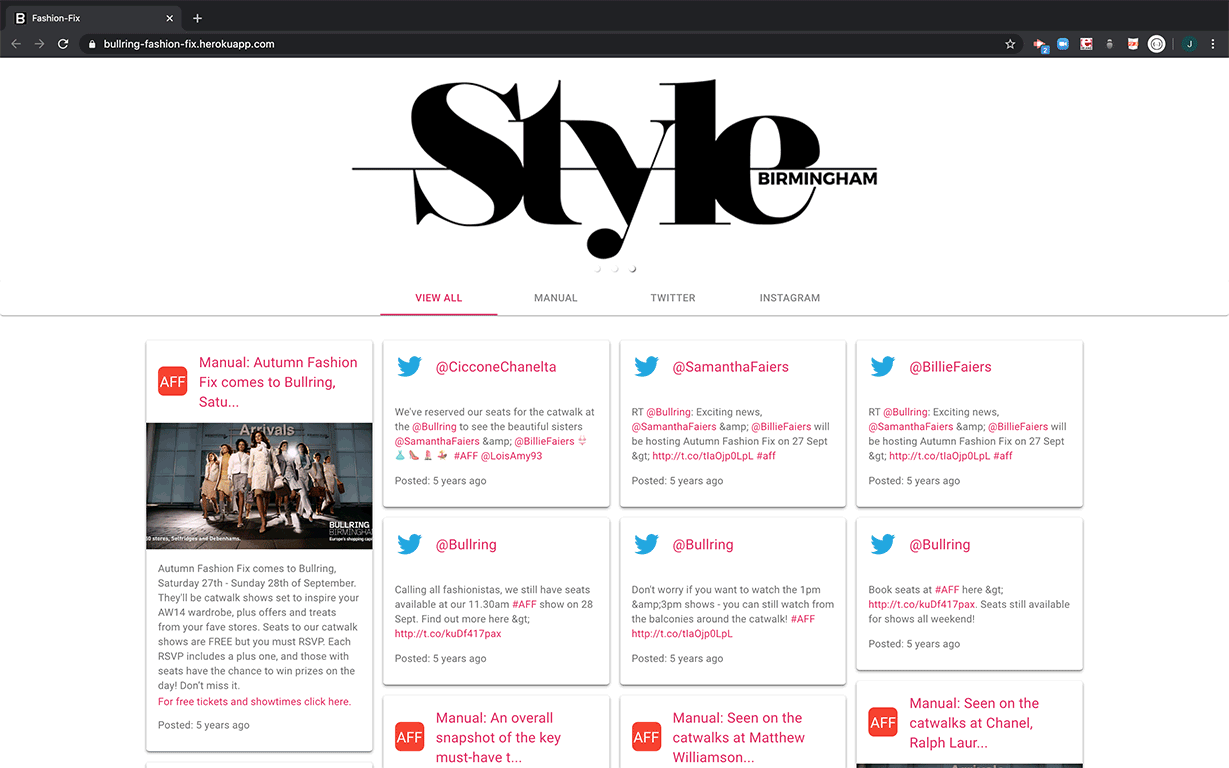 Fashion-Fix
bullring-fashion-fix.herokuapp.com
2
J
Style
BIRMINGHAM
VIEW ALL
MANUAL
TWITTER
INSTAGRAM
AFF
Manual: Autumn Fashion
Fix comes to Bullring,
Satu...
Arrivals
BULLRING
BIRMINGHAM
Europe's shopping capi
30 stores, Selfridges and Debenhams.
Autumn Fashion Fix comes to Bullring,
Saturday 27th - Sunday 28th of September.
They'll be catwalk shows set to inspire your
AW14 wardrobe, plus offers and treats
from your fave stores. Seats to our catwalk
shows are FREE but you must RSVP. Each
RSVP includes a plus one, and those with
seats have the chance to win prizes on the
day! Don't miss it.
For free tickets and showtimes click here.
Posted: 5 years ago
@CicconeChanelta
We've reserved our seats for the catwalk at
the @Bullring to see the beautiful sisters
@SamanthaFaiers &amp; @BillieFaiers 👙
👗 👠 👢 👡 #AFF @LoisAmy93
Posted: 5 years ago
@SamanthaFaiers
RT @Bullring: Exciting news,
@SamanthaFaiers &amp; @BillieFaiers will
be hosting Autumn Fashion Fix on 27 Sept
&gt; http://t.co/tIaOjp0LpL #aff
Posted: 5 years ago
@BillieFaiers
RT @Bullring: Exciting news,
@SamanthaFaiers &amp; @BillieFaiers will
be hosting Autumn Fashion Fix on 27 Sept
&gt; http://t.co/tIaOjp0LpL #aff
Posted: 5 years ago
@Bullring
Calling all fashionistas, we still have seats
available at our 11.30am #AFF show on 28
Sept. Find out more here &gt;
http://t.co/kuDf417pax
Posted: 5 years ago
@Bullring
Don't worry if you want to watch the 1pm
&amp;3pm shows - you can still watch from
the balconies around the catwalk! #AFF
http://t.co/tIaOjp0LpL
Posted: 5 years ago
@Bullring
Book seats at #AFF here &gt;
http://t.co/kuDf417pax. Seats still available
for shows all weekend!
Posted: 5 years ago
AFF
Manual: An overall
snapshot of the key
must-have t...
AFF
Manual: Seen on the
catwalks at Matthew
Williamson...
AFF
Manual: Seen on the
catwalks at Chanel,
Ralph Laur...